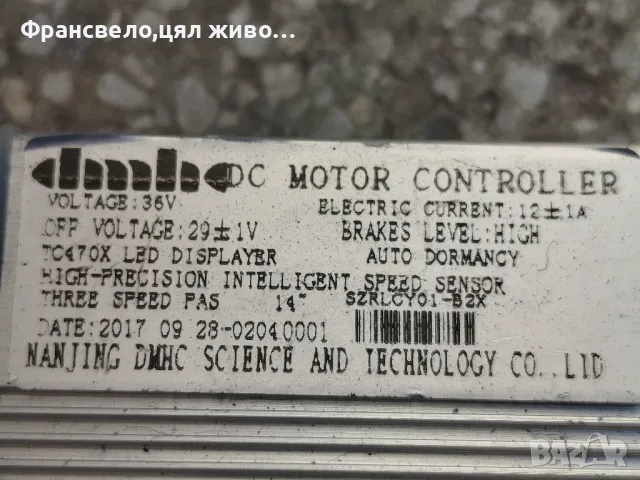 Франсвело,цял живо...
dmhc DC MOTOR CONTROLLER
VOLTAGE:36V
ELECTRIC CURRENT:12±1A
OFF VOLTAGE:29±1V
BRAKES LEVEL:HIGH
TC470X LED DISPLAYER
AUTO DORMANCY
HIGH-PRECISION INTELLIGENT SPEED SENSOR
THREE SPEED PAS 14" SZRLCY01-B2X
DATE:2017 09 28-02040001
NANJING DMHC SCIENCE AND TECHNOLOGY CO..LTD
BAZAR